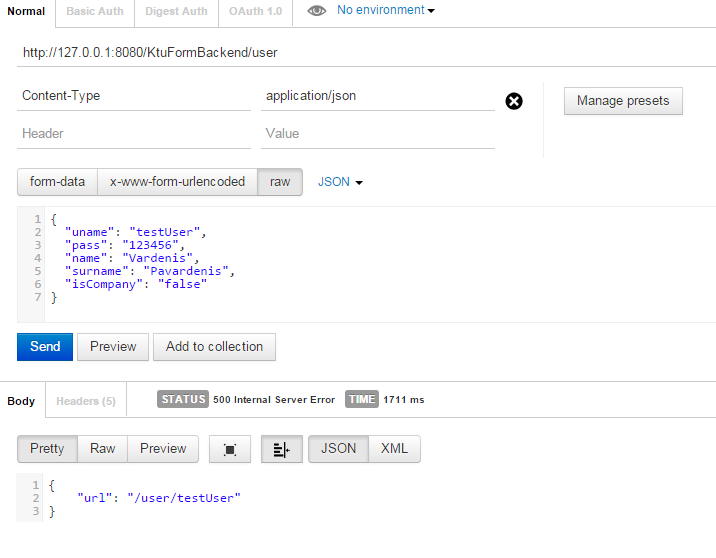 Normal Basic Auth Digest Auth OAuth 1.0 No environment
http://127.0.0.1:8080/KtuFormBackend/user
Content-Type application/json Manage presets
Header Value
form-data x-www-form-urlencoded raw JSON
1 {
2 "uname": "testUser",
3 "pass": "123456",
4 "name": "Vardenis",
5 "surname": "Pavardenis",
6 "isCompany": "false"
7 }
Send Preview Add to collection
Body Headers (5) STATUS 500 Internal Server Error TIME 1711 ms
Pretty Raw Preview JSON XML
1 {
2 "url": "/user/testUser"
3 }